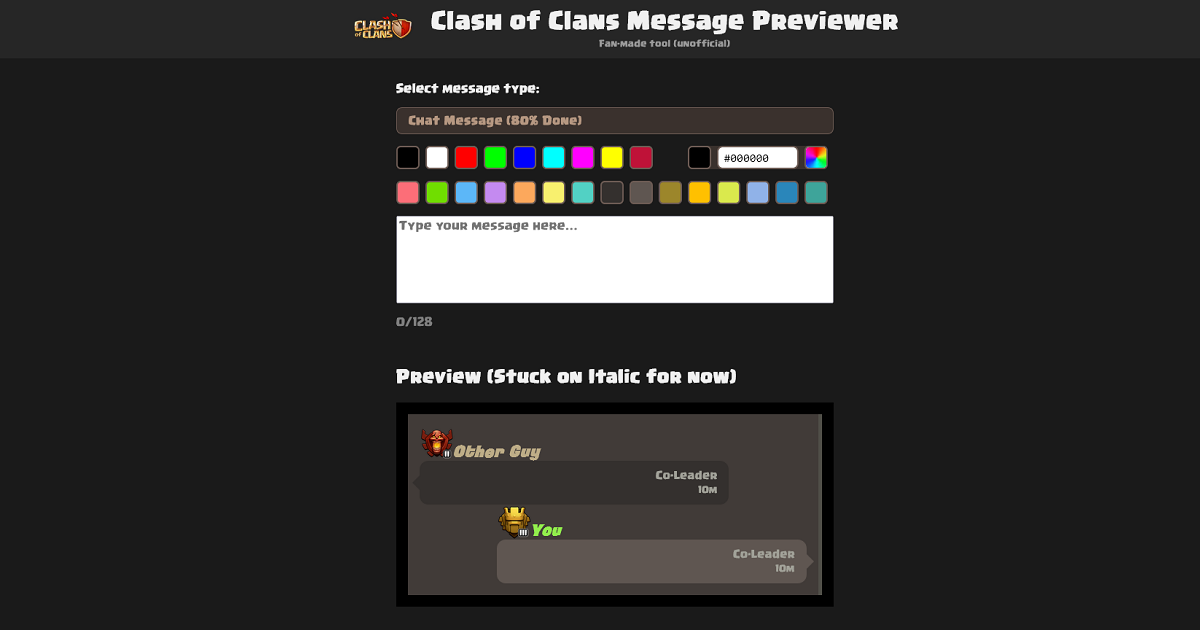 CLASH
of CLANS
Clash of Clans Message Previewer
Fan-made tool (unofficial)
Select message type:
Chat Message (80% Done)
#000000
Type your message here...
0/128
Preview (Stuck on Italic for now)
II
Other Guy
Co-Leader
10m
III
You
Co-Leader
10m